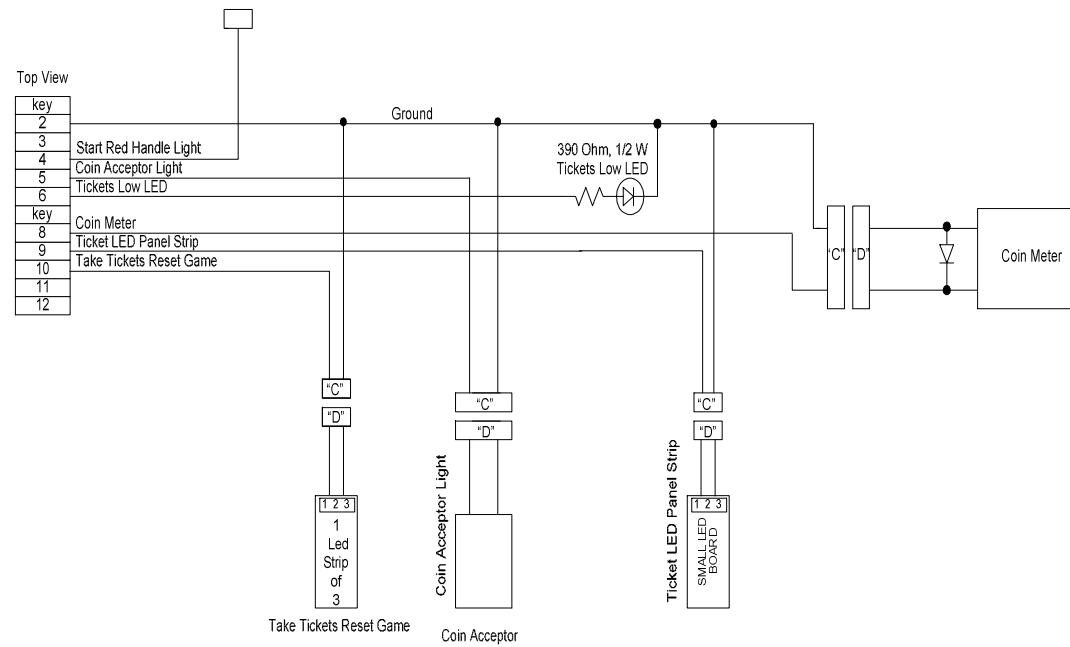 Top View
key
2
Ground
3
Start Red Handle Light
4
390 Ohm, 1/2 W
Coin Acceptor Light
Tickets Low LED
5
Tickets Low LED
6
key
Coin Meter
8
Ticket LED Panel Strip
9
Take Tickets Reset Game
10
11
12
"C"
"D"
Coin Meter
"C"
"D"
1 2 3
1
Led
Strip
of
3
Take Tickets Reset Game
"C"
"D"
Coin Acceptor Light
Coin Acceptor
"C"
"D"
Ticket LED Panel Strip
1 2 3
SMALL LED
BOARD